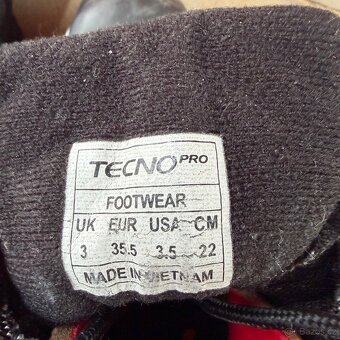 TECNO PRO
FOOTWEAR
UK EUR USA CM
3 35.5 3.5 22
MADE IN VIETNAM